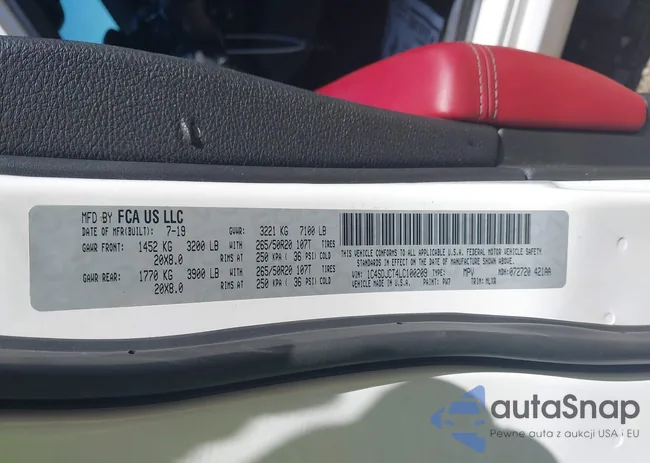 MFD BY FCA US LLC
DATE OF MFR(BUILT): 7-19 GVWR: 3221 KG 7100 LB
GAWR FRONT: 1452 KG 3200 LB WITH 265/50R20 107T TIRES
20X8.0 RIMS AT 250 KPA ( 36 PSI) COLD
GAWR REAR: 1770 KG 3900 LB WITH 265/50R20 107T TIRES
20X8.0 RIMS AT 250 KPA ( 36 PSI) COLD
THIS VEHICLE CONFORMS TO ALL APPLICABLE U.S.A. FEDERAL MOTOR VEHICLE SAFETY
STANDARDS IN EFFECT ON THE DATE OF MANUFACTURE SHOWN ABOVE.
VIN: 1C4SDJCT4LC100209 TYPE: MPV MDH: 072720 421AA
VEHICLE MADE IN U.S.A. PAINT: PW7 TRIM: MLXR
autaSnap
Pewne auta z aukcji USA i EU